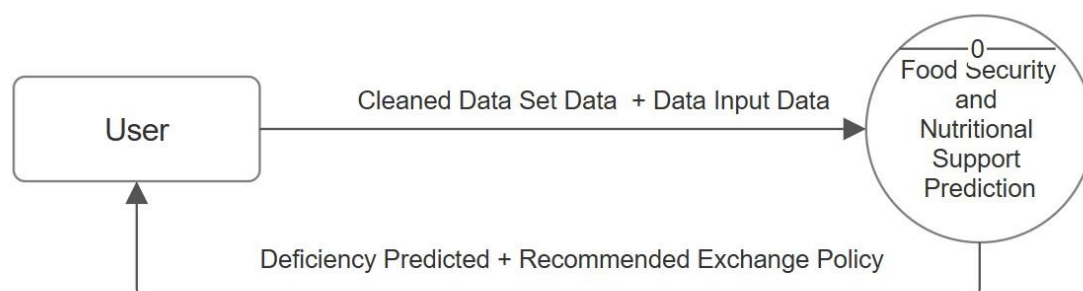 0
Food Security
and
Nutritional
Support
Prediction
User
Cleaned Data Set Data + Data Input Data
Deficiency Predicted + Recommended Exchange Policy